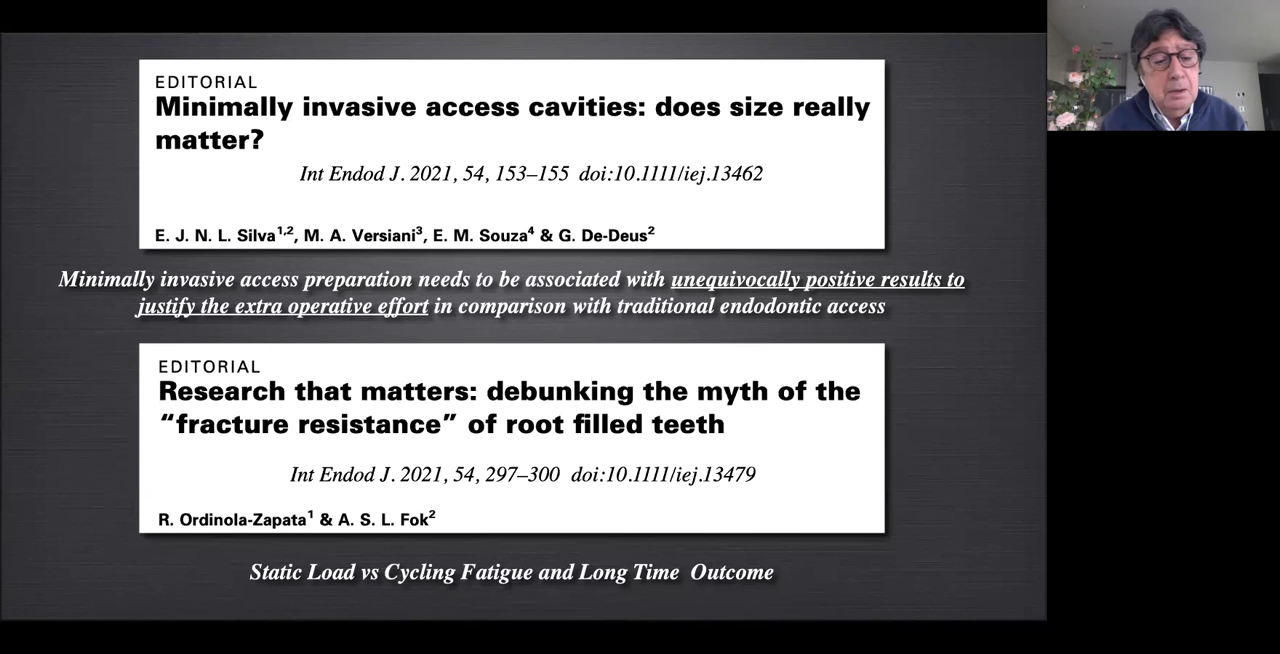 EDITORIAL
Minimally invasive access cavities: does size really
matter?
Int Endod J. 2021, 54, 153–155 doi:10.1111/iej.13462
E. J. N. L. Silva1,2, M. A. Versiani3, E. M. Souza4 & G. De-Deus2
Minimally invasive access preparation needs to be associated with unequivocally positive results to
justify the extra operative effort in comparison with traditional endodontic access
EDITORIAL
Research that matters: debunking the myth of the
“fracture resistance” of root filled teeth
Int Endod J. 2021, 54, 297–300 doi:10.1111/iej.13479
R. Ordinola-Zapata1 & A. S. L. Fok2
Static Load vs Cycling Fatigue and Long Time Outcome